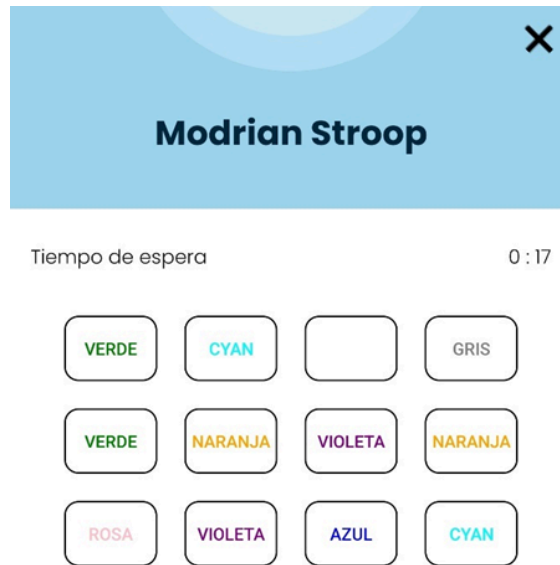 Modrian Stroop
Tiempo de espera 0 : 17
VERDE CYAN GRIS
VERDE NARANJA VIOLETA NARANJA
ROSA VIOLETA AZUL CYAN